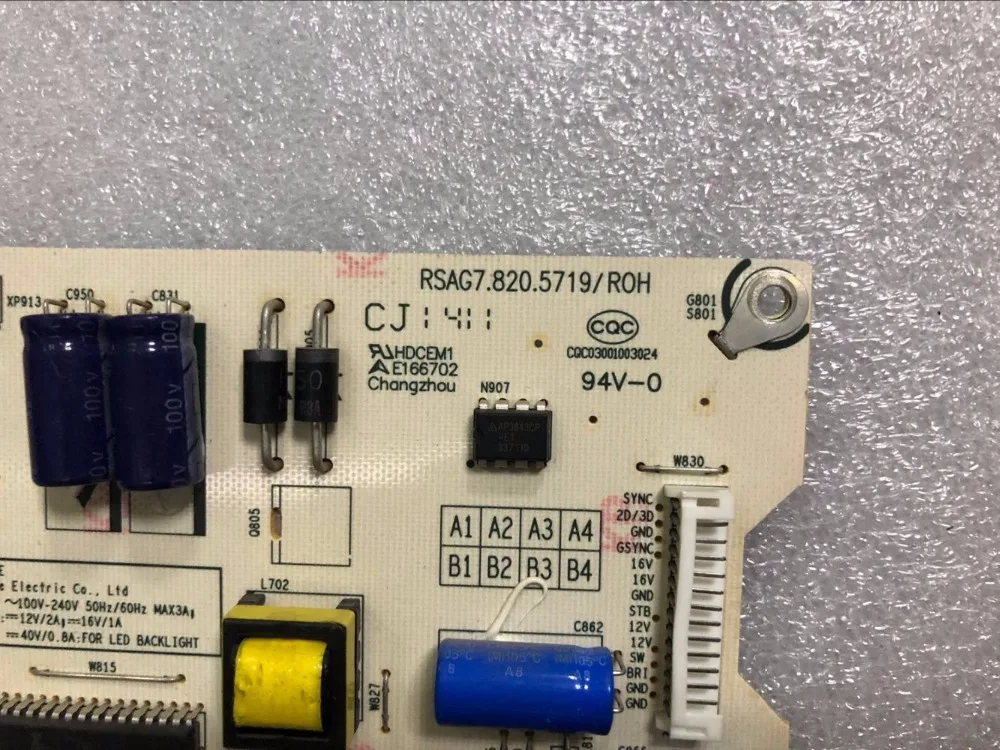 RSAG7.820.5719/ROH
XP913
C950
C831
G801
S801
CJ 1411
CQC
HDCEM1
CQC03001003024
E166702
Changzhou
94V-0
N907
100V
100V
W830
SYNC
2D/3D
GND
GSYNC
16V
16V
GND
STB
12V
12V
SW
BRI
GND
GND
Q805
A1 A2 A3 A4
B1 B2 B3 B4
e Electric Co., Ltd
~100V-240V 50Hz/60Hz MAX3A;
:⎓12V/2A;⎓16V/1A
⎓40V/0.8A:FOR LED BACKLIGHT
L702
C862
105°C
A8
W815
W827